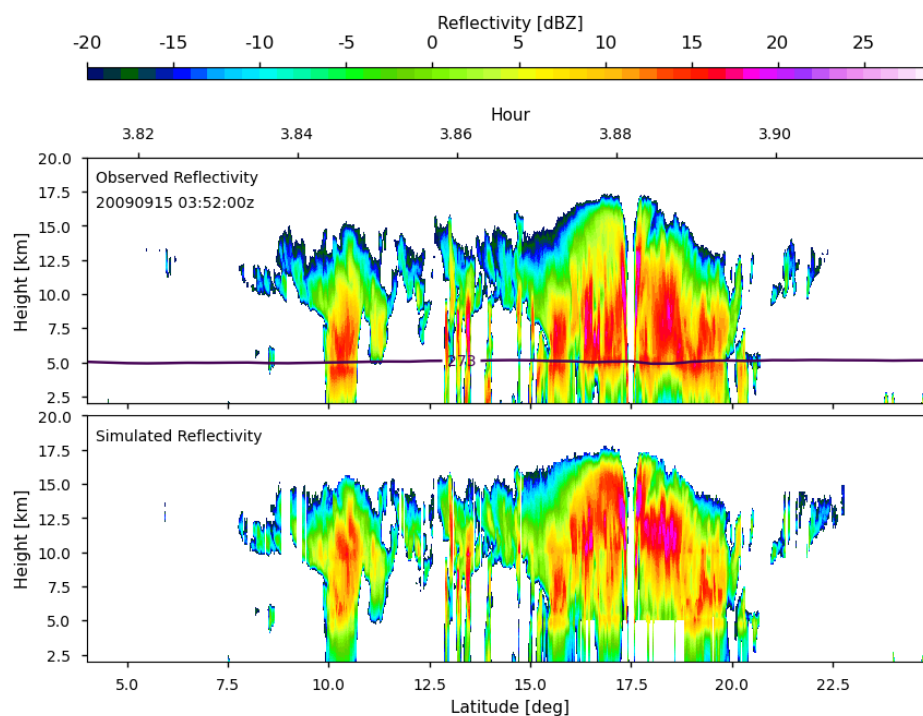 Reflectivity [dBZ]
-20 -15 -10 -5 0 5 10 15 20 25
Hour
3.82 3.84 3.86 3.88 3.90
20.0
17.5
15.0
12.5
10.0
7.5
5.0
2.5
Height [km]
Observed Reflectivity
20090915 03:52:00z
273
20.0
17.5
15.0
12.5
10.0
7.5
5.0
2.5
Height [km]
Simulated Reflectivity
5.0 7.5 10.0 12.5 15.0 17.5 20.0 22.5
Latitude [deg]